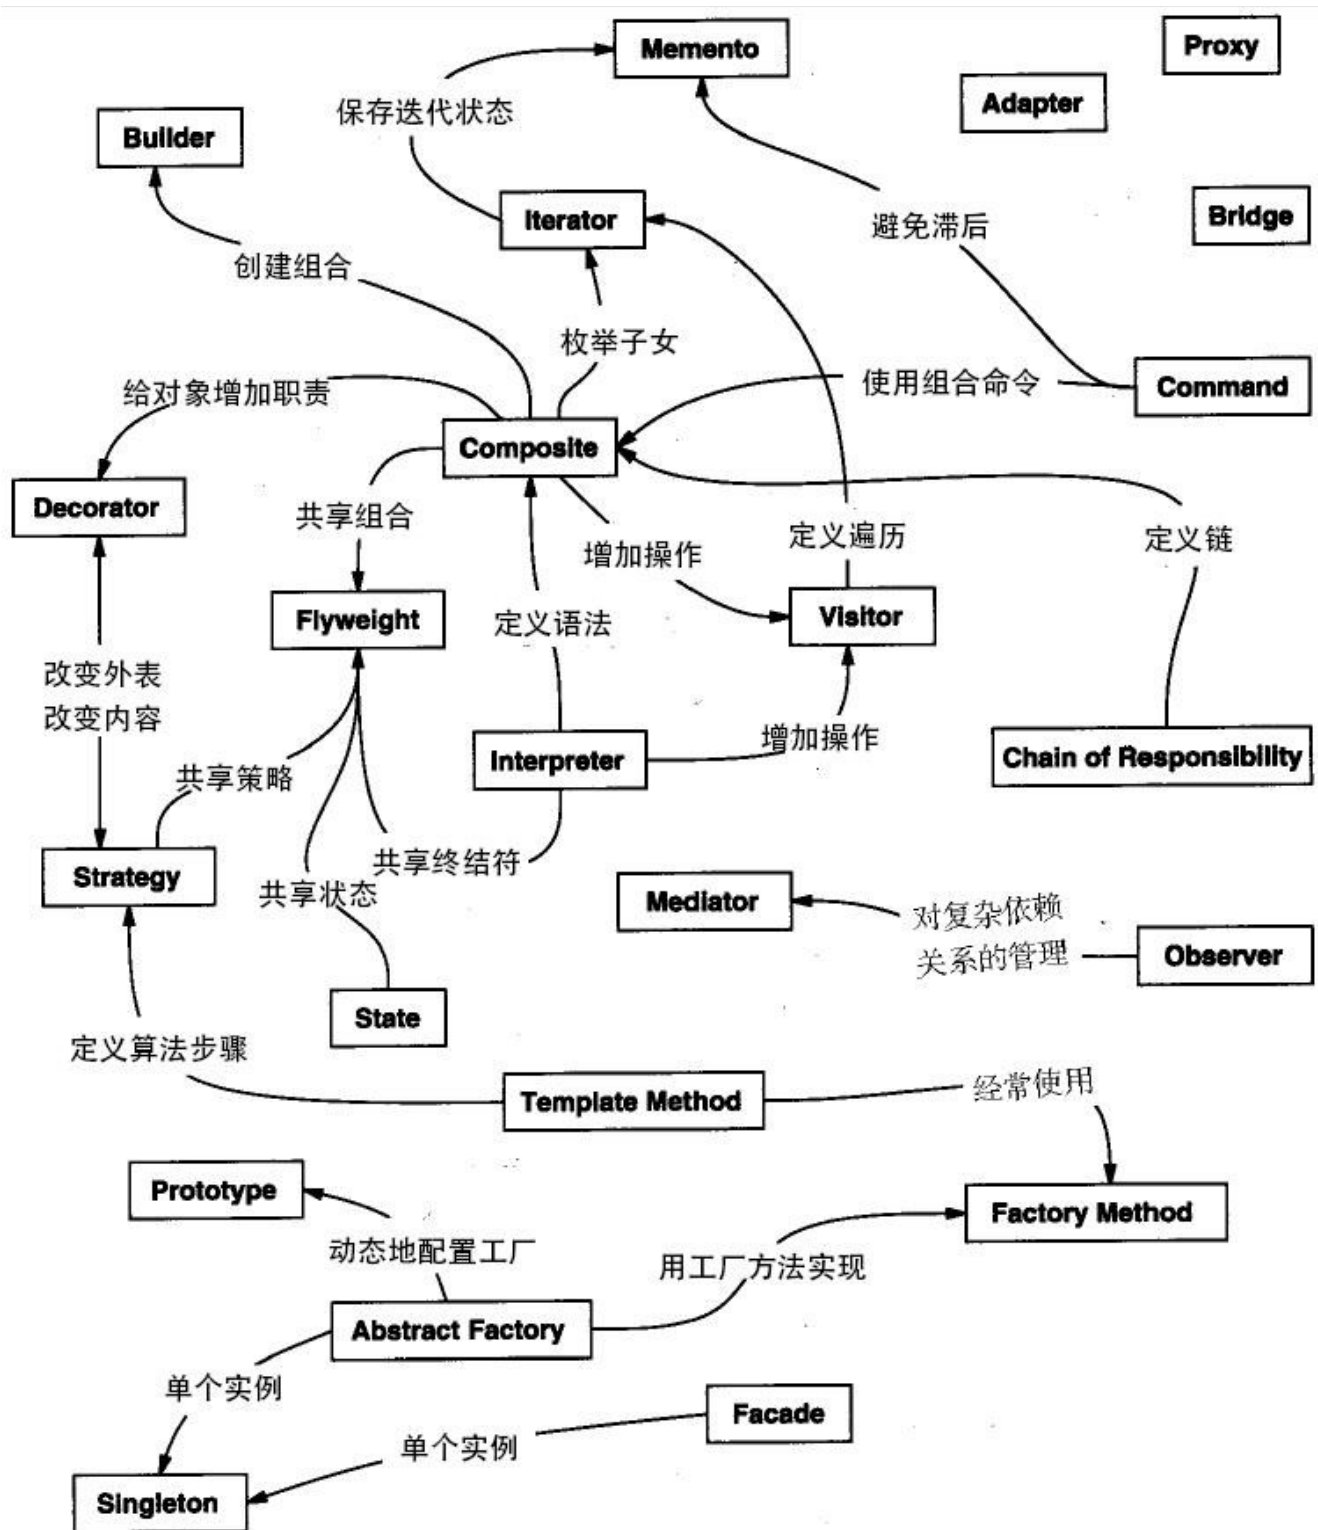 Memento
Proxy
Adapter
保存迭代状态
Builder
Iterator
Bridge
避免滞后
创建组合
枚举子女
给对象增加职责
使用组合命令
Command
Composite
Decorator
共享组合
增加操作
定义遍历
定义链
Flyweight
定义语法
Visitor
改变外表
改变内容
增加操作
Interpreter
Chain of Responsibility
共享策略
共享终结符
Strategy
共享状态
Mediator
对复杂依赖
关系的管理
Observer
State
定义算法步骤
Template Method
经常使用
Prototype
Factory Method
动态地配置工厂
用工厂方法实现
Abstract Factory
单个实例
Facade
单个实例
Singleton